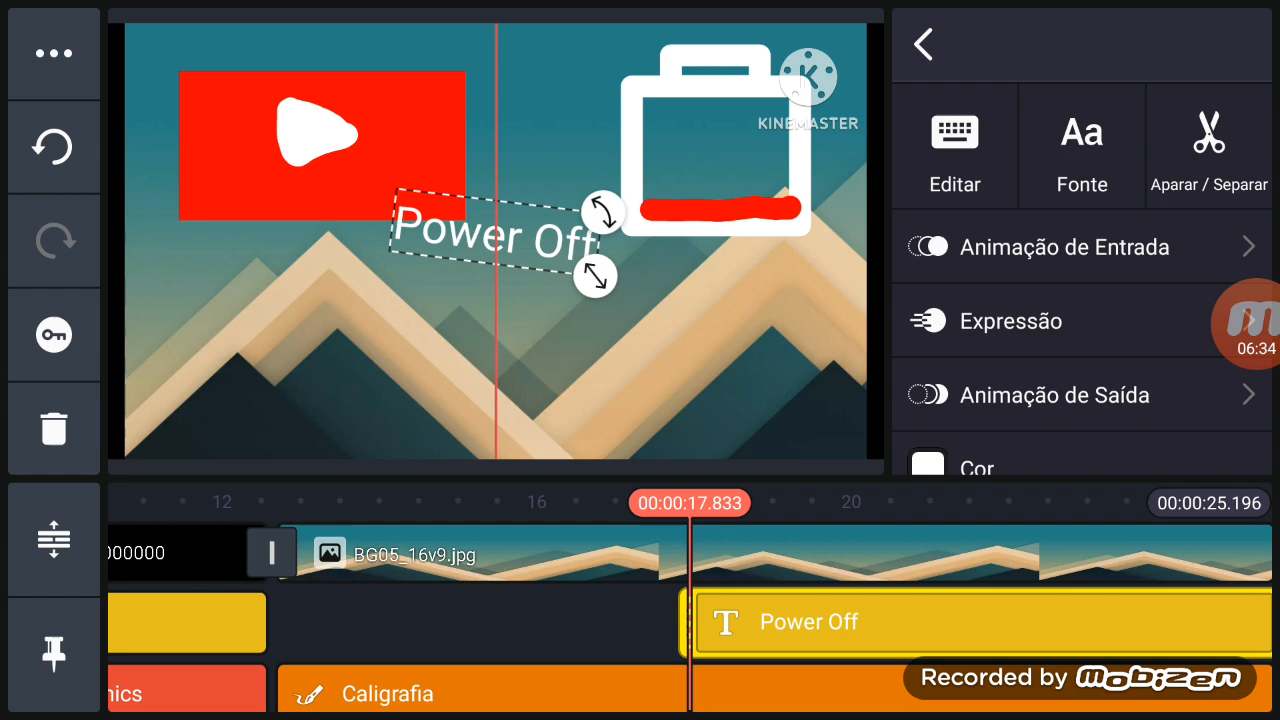 KINEMASTER
Power Off
Editar
Fonte
Aparar / Separar
Animação de Entrada
Expressão
06:34
Animação de Saída
Cor
12
16
00:00:17.833
20
00:00:25.196
000000
BG05_16v9.jpg
Power Off
nics
Caligrafia
Recorded by mobizen